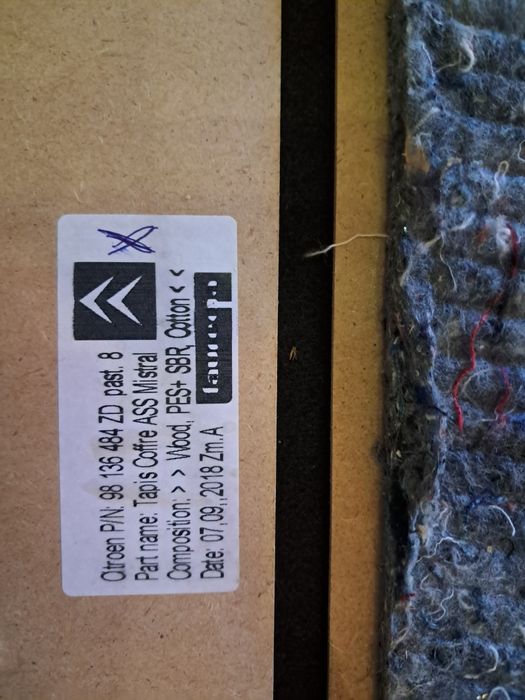 Citroen P/N: 98 136 484 ZD past. 8
Part name: Tapis Coffre ASS Mistral
Composition: > > Wood, PES+ SBR, Cotton < <
Date: 07,09,,2018 Zm.A